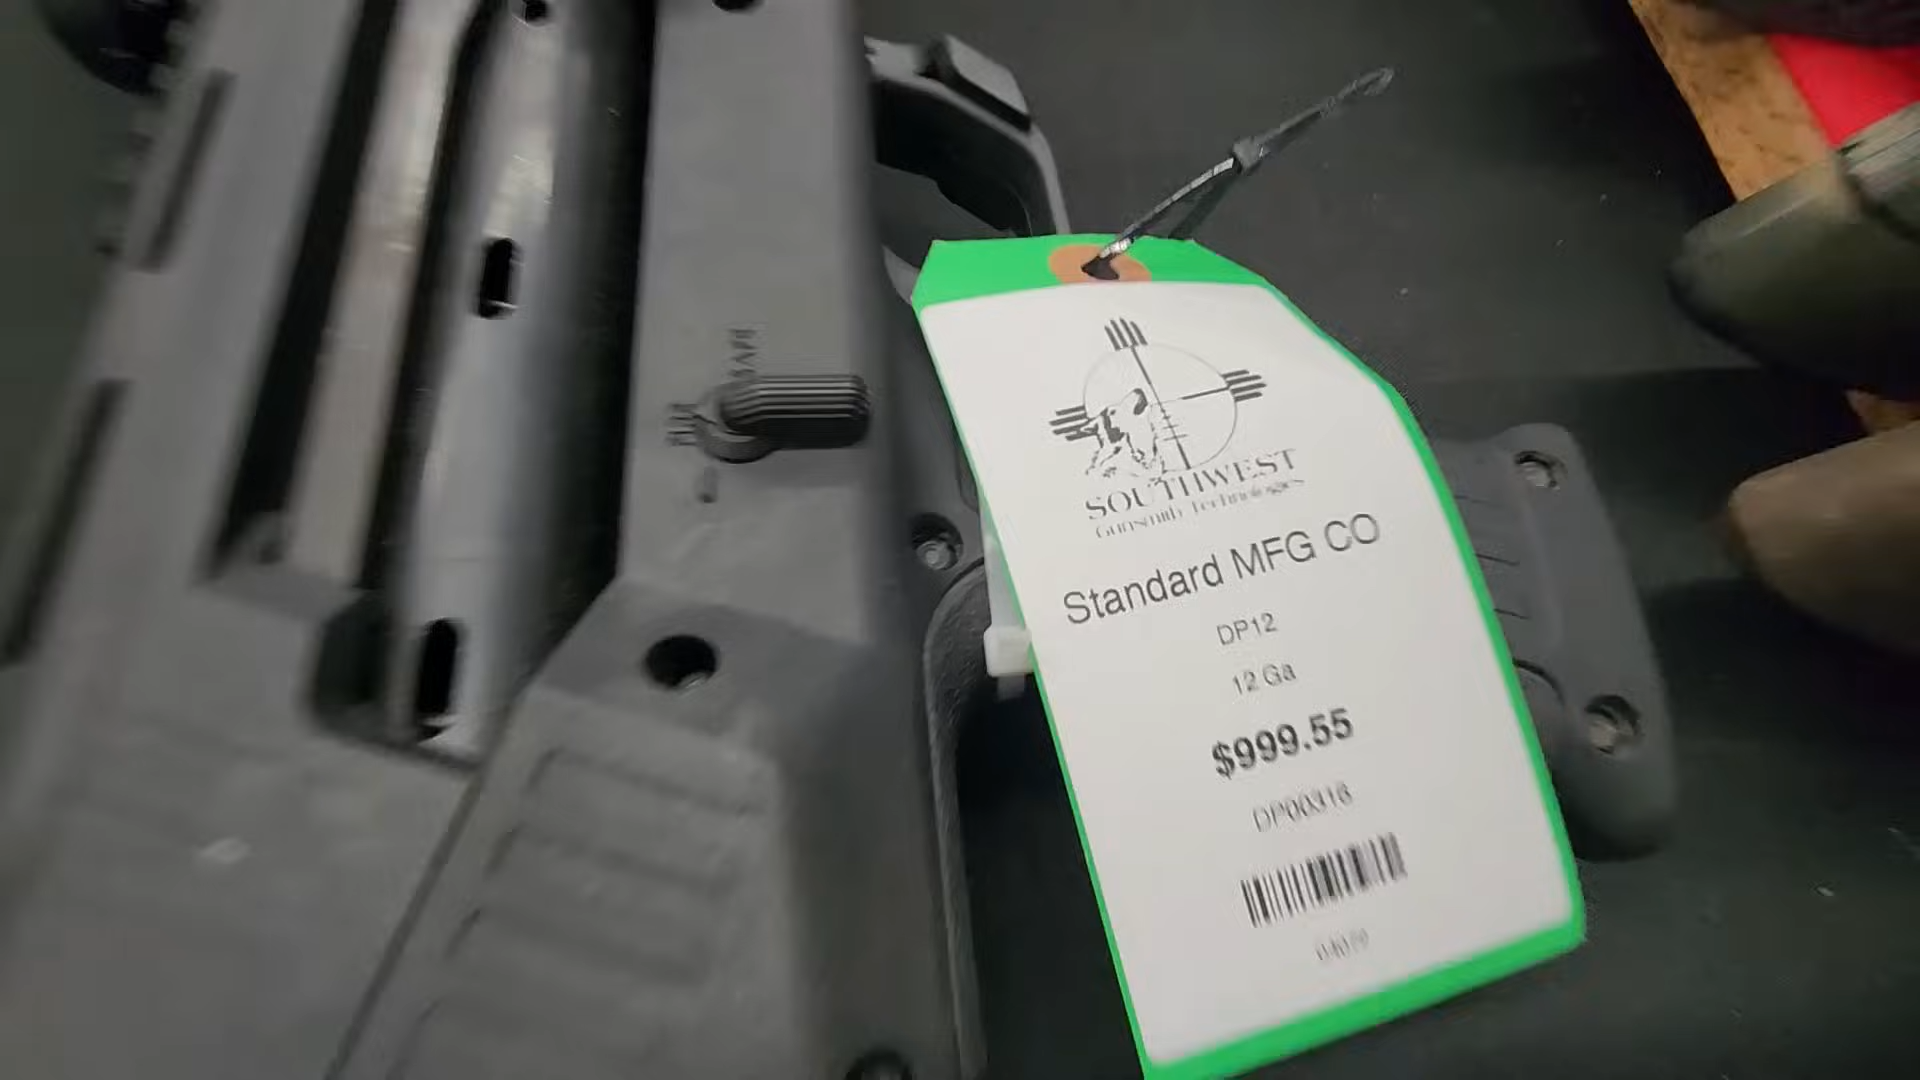 SAFE
SOUTHWEST
Gunsmith Technologies
Standard MFG CO
DP12
12 Ga
$999.55
DP00316